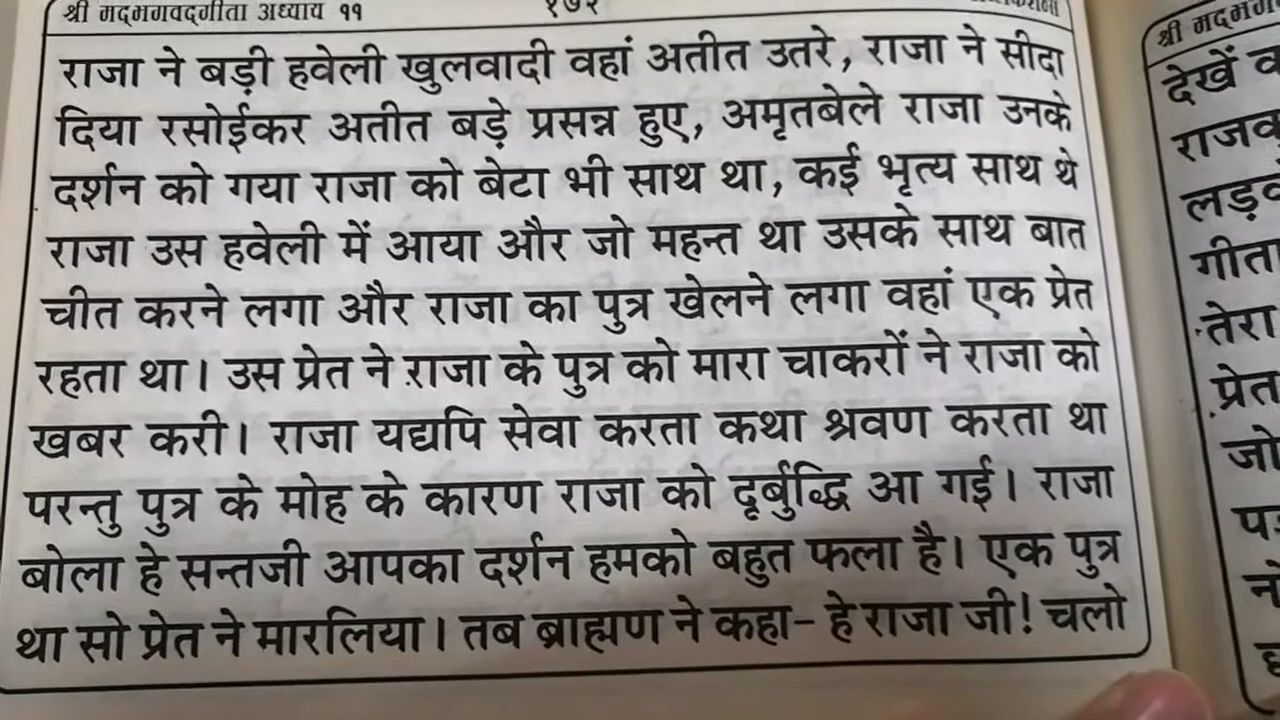 श्री मद्भगवद्गीता अध्याय ११
१७२
राजा ने बड़ी हवेली खुलवादी वहां अतीत उतरे, राजा ने सीदा
दिया रसोईकर अतीत बड़े प्रसन्न हुए, अमृतबेले राजा उनके
दर्शन को गया राजा को बेटा भी साथ था, कई भृत्य साथ थे
राजा उस हवेली में आया और जो महन्त था उसके साथ बात
चीत करने लगा और राजा का पुत्र खेलने लगा वहां एक प्रेत
रहता था। उस प्रेत ने राजा के पुत्र को मारा चाकरों ने राजा को
खबर करी। राजा यद्यपि सेवा करता कथा श्रवण करता था
परन्तु पुत्र के मोह के कारण राजा को दृर्बुद्धि आ गई। राजा
बोला हे सन्तजी आपका दर्शन हमको बहुत फला है। एक पुत्र
था सो प्रेत ने मारलिया। तब ब्राह्मण ने कहा- हे राजा जी! चलो
श्री
देखें
गीता
तेरा
प्रेत
जो